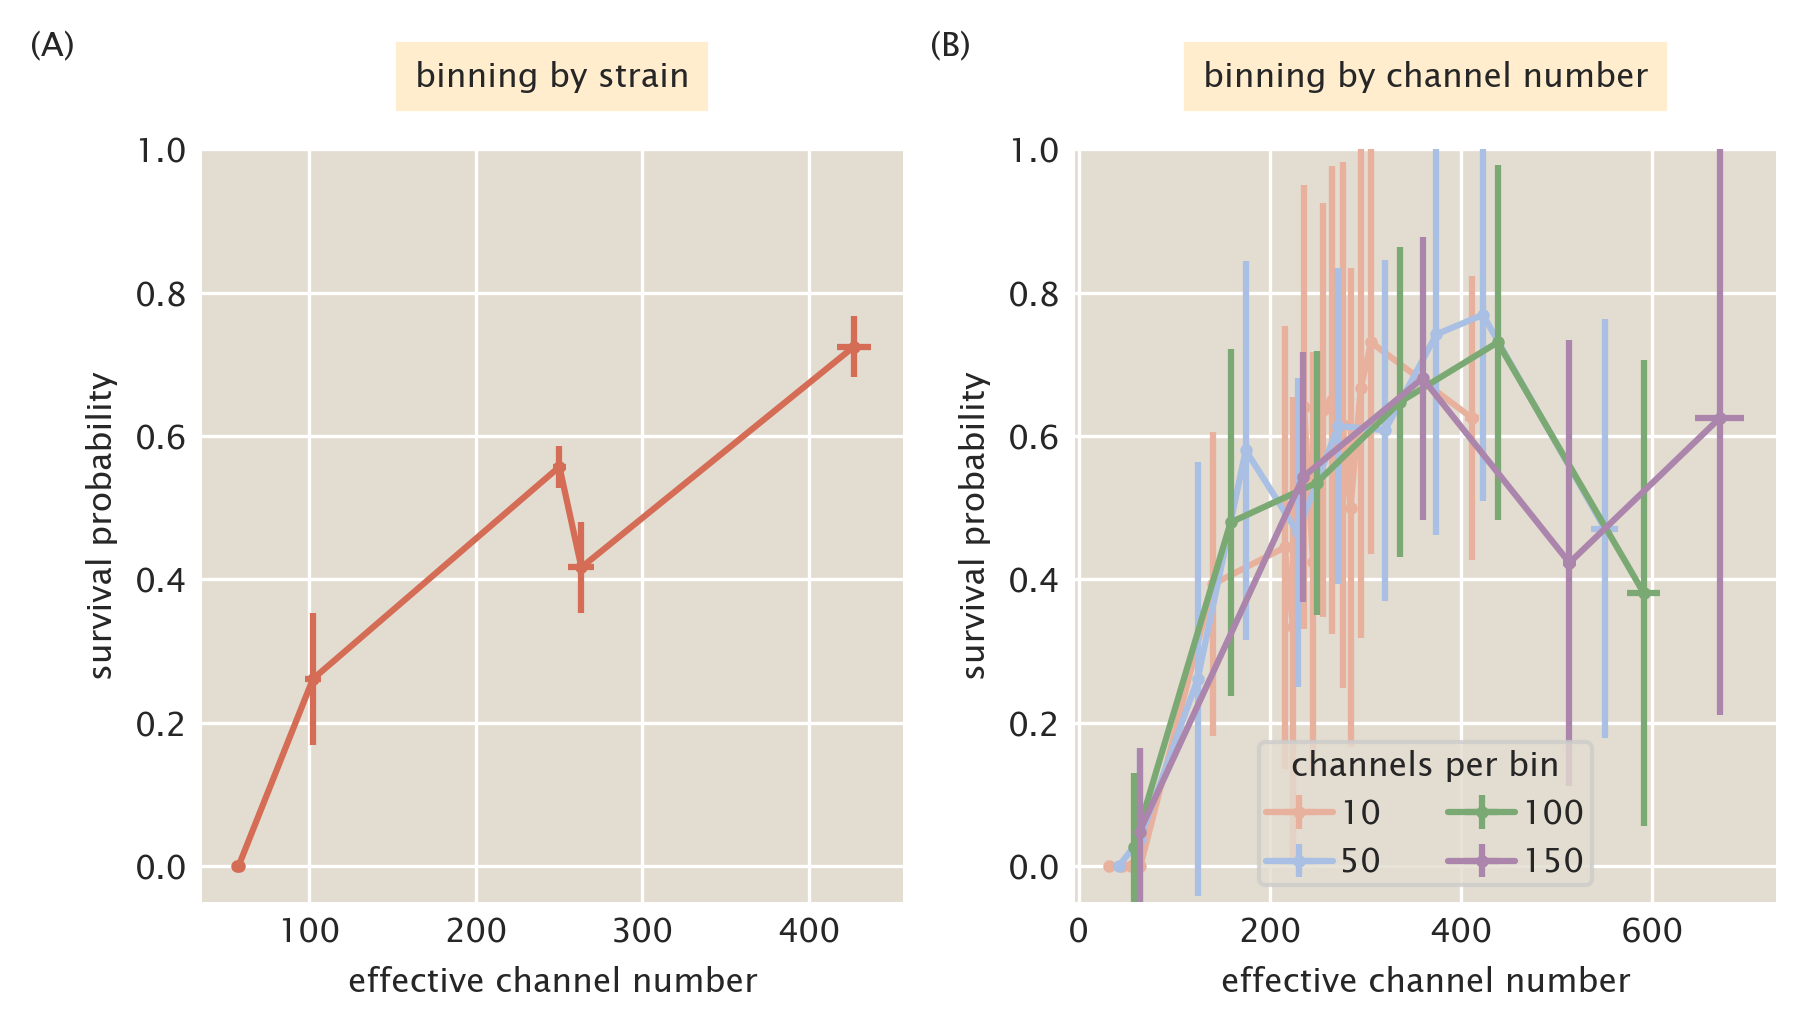 (A)
binning by strain
1.0
0.8
0.6
0.4
0.2
0.0
survival probability
100 200 300 400
effective channel number
(B)
binning by channel number
1.0
0.8
0.6
0.4
0.2
0.0
survival probability
channels per bin
10 100
50 150
0 200 400 600
effective channel number